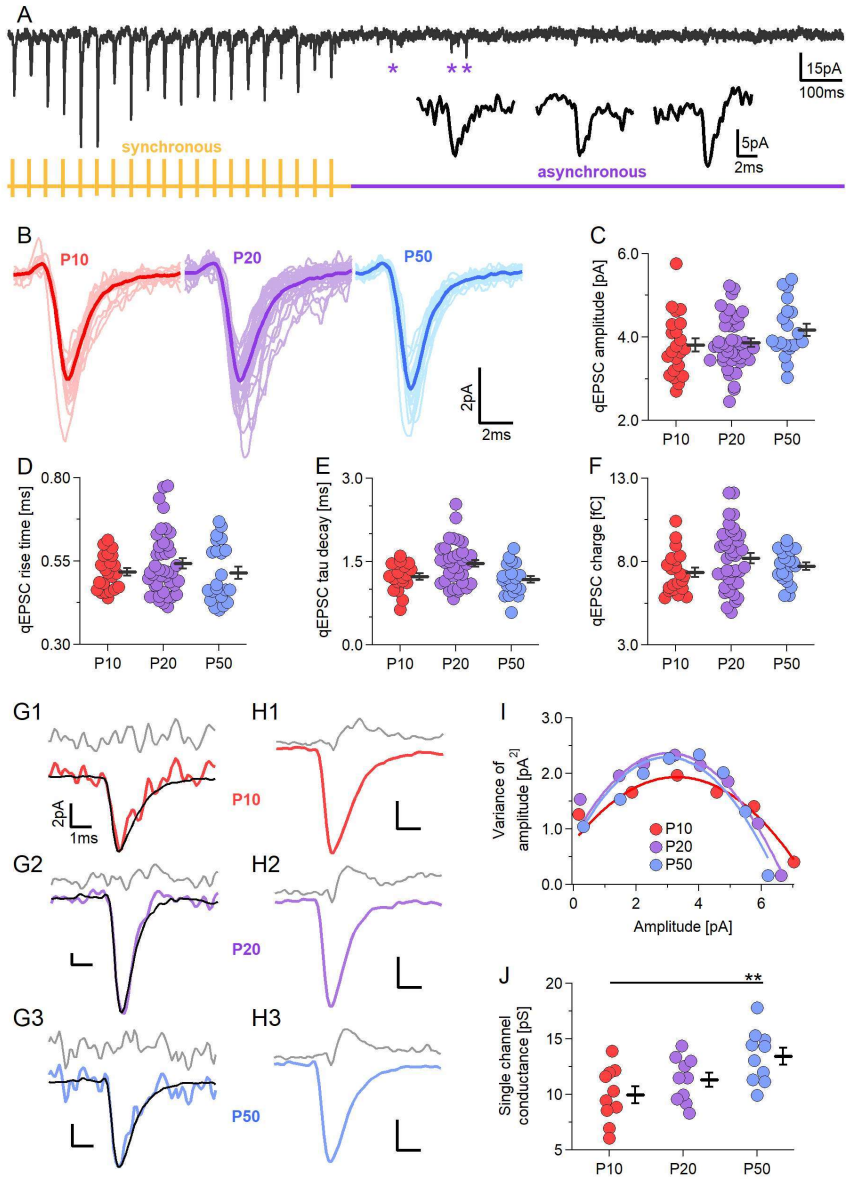 A
15pA
100ms
* * *
synchronous
5pA
2ms
asynchronous
B
P10
P20
P50
2pA
2ms
C
qEPSC amplitude [pA]
6.0
4.0
2.0
P10 P20 P50
D
qEPSC rise time [ms]
0.80
0.55
0.30
P10 P20 P50
E
qEPSC tau decay [ms]
3.0
1.5
0.0
P10 P20 P50
F
qEPSC charge [fC]
13.0
8.0
3.0
P10 P20 P50
G1
2pA
1ms
H1
P10
G2
H2
P20
G3
H3
P50
I
Variance of
amplitude [pA²]
3.0
2.0
1.0
0.0
P10
P20
P50
0 2 4 6
Amplitude [pA]
J
Single channel
conductance [pS]
20
15
10
5
**
P10 P20 P50